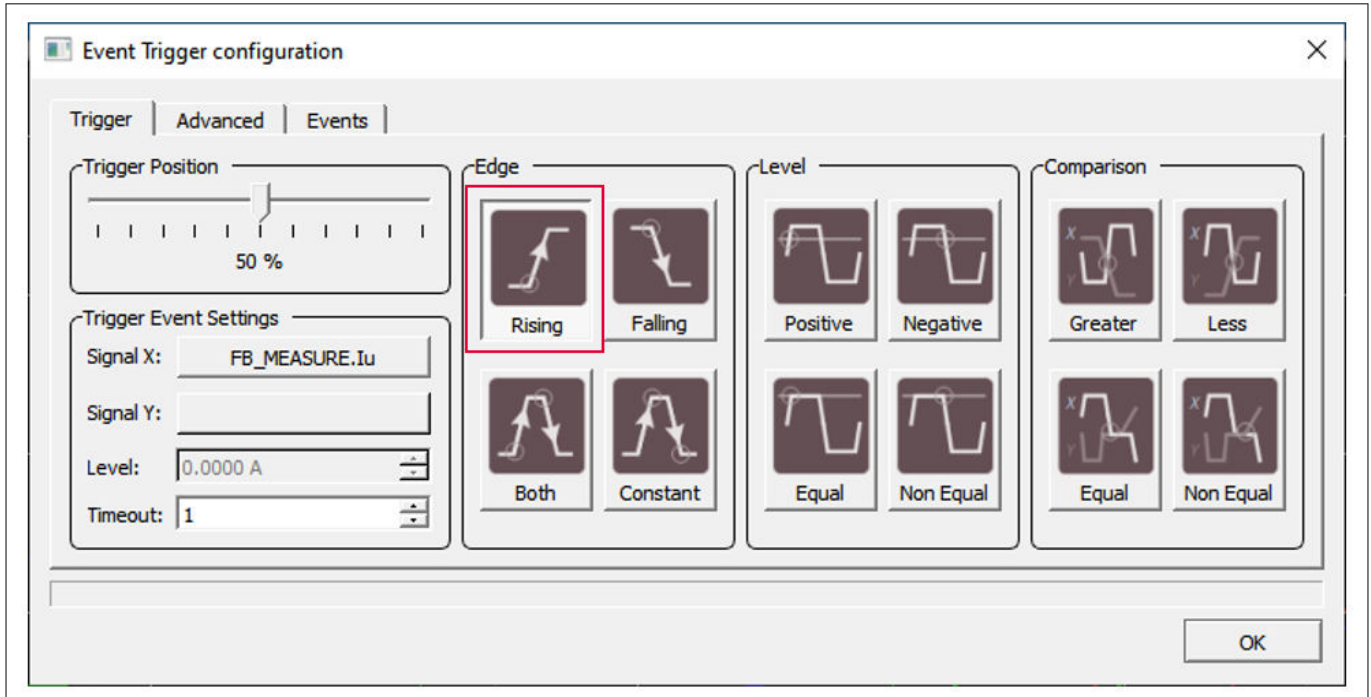 Event Trigger configuration
Trigger
Advanced
Events
Trigger Position
50 %
Trigger Event Settings
Signal X:
FB_MEASURE.Iu
Signal Y:
Level:
0.0000 A
Timeout:
1
Edge
Rising
Falling
Both
Constant
Level
Positive
Negative
Equal
Non Equal
Comparison
X
Y
Greater
X
Y
Less
X
Y
Equal
X
Y
Non Equal
OK